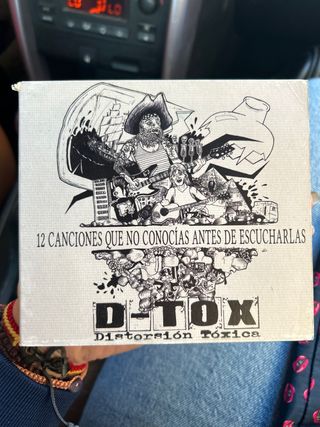 12 CANCIONES QUE NO CONOCÍAS ANTES DE ESCUCHARLAS
D-TOX
Distorsión Tóxica